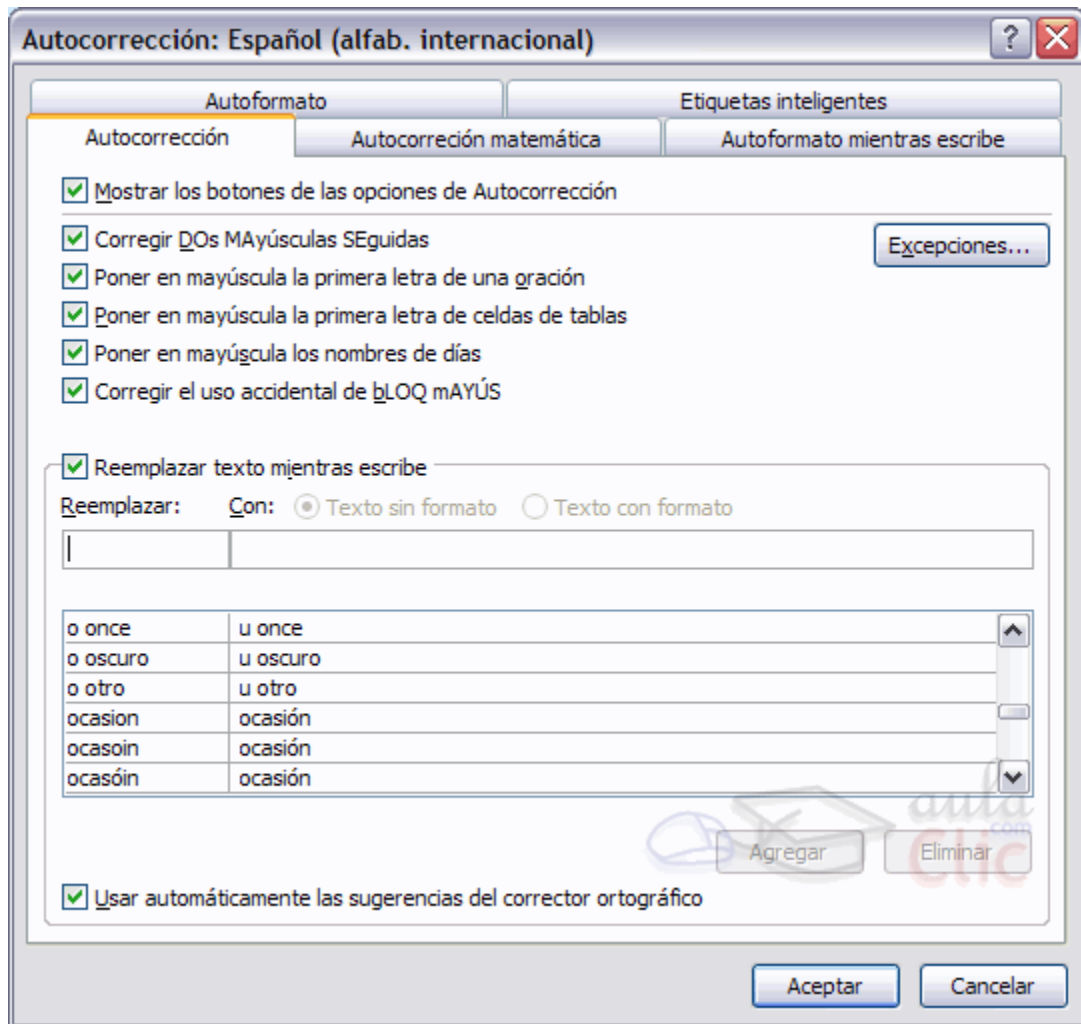 Autocorrección: Español (alfab. internacional)
Autoformato Etiquetas inteligentes
Autocorrección Autocorreción matemática Autoformato mientras escribe
Mostrar los botones de las opciones de Autocorrección
Corregir DOs MAyúsculas SEguidas Excepciones...
Poner en mayúscula la primera letra de una oración
Poner en mayúscula la primera letra de celdas de tablas
Poner en mayúscula los nombres de días
Corregir el uso accidental de bLOQ mAYÚS
Reemplazar texto mientras escribe
Reemplazar: Con: Texto sin formato Texto con formato
o once u once
o oscuro u oscuro
o otro u otro
ocasion ocasión
ocasoin ocasión
ocasóin ocasión
aula
com
Clic
Agregar Eliminar
Usar automáticamente las sugerencias del corrector ortográfico
Aceptar Cancelar